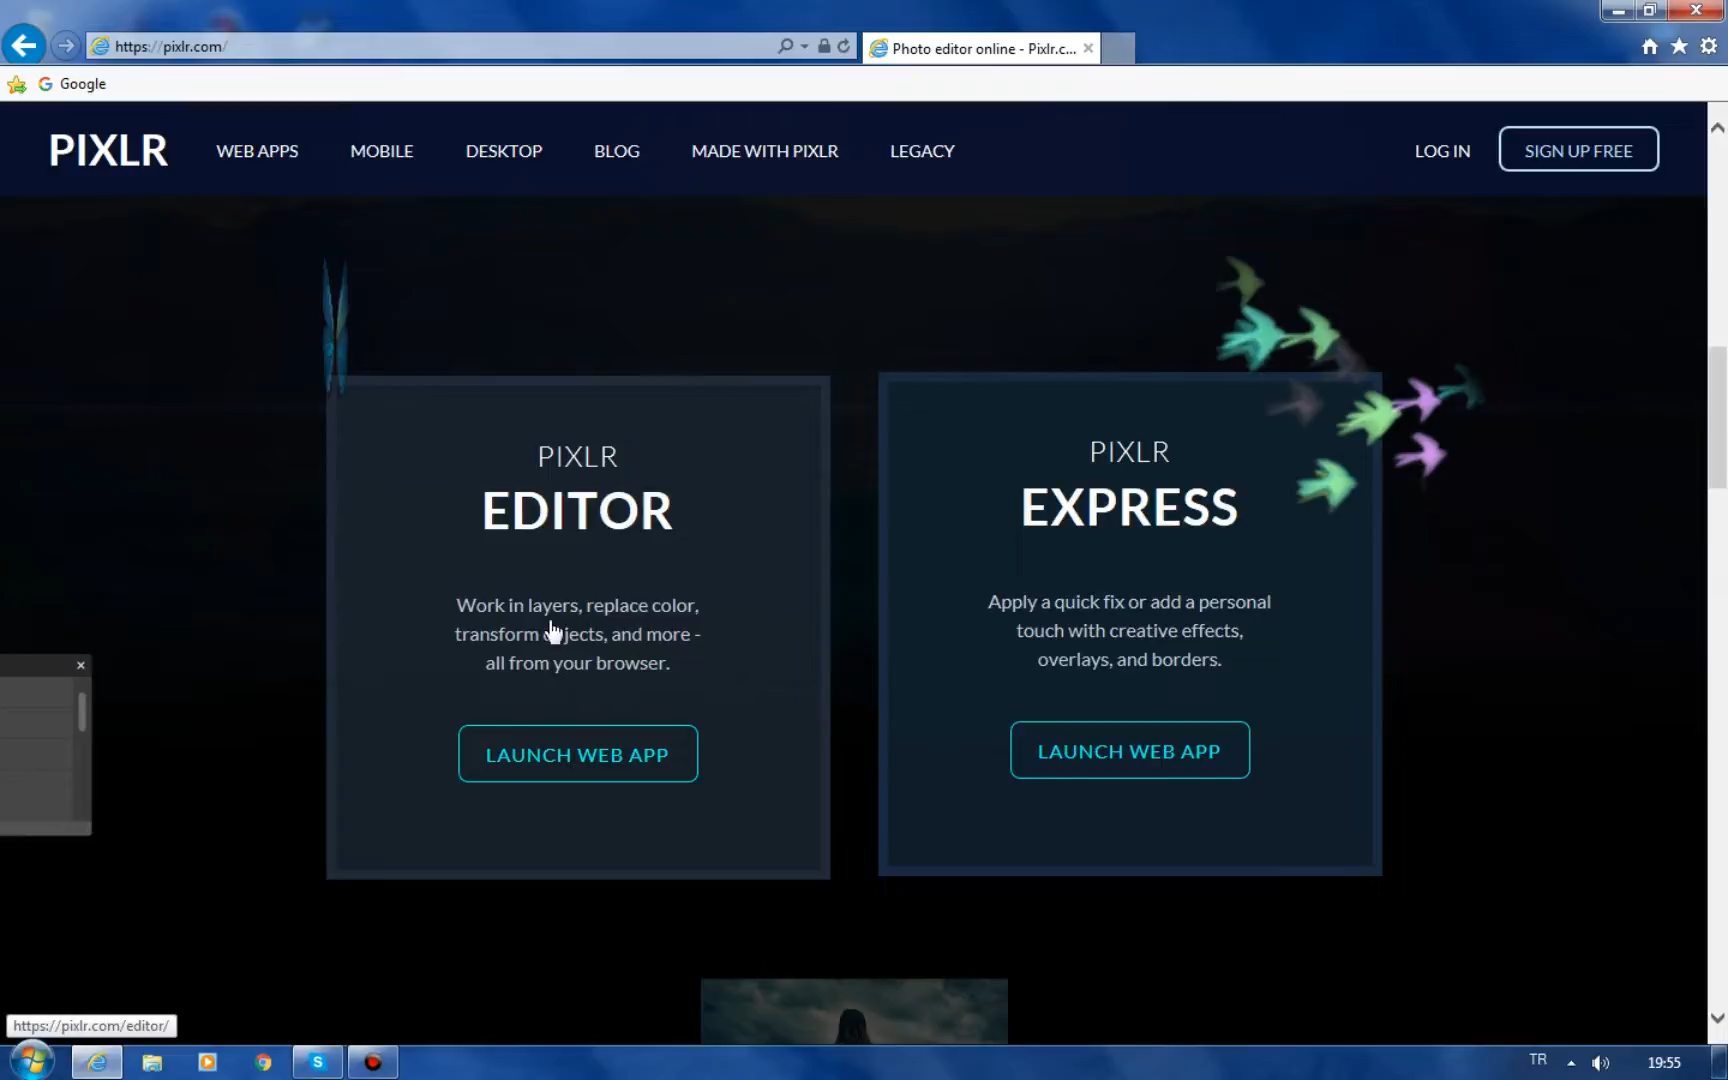 https://pixlr.com/
Photo editor online - Pixlr.c...
Google
PIXLR
WEB APPS
MOBILE
DESKTOP
BLOG
MADE WITH PIXLR
LEGACY
LOG IN
SIGN UP FREE
PIXLR
EDITOR
Work in layers, replace color,
transform objects, and more -
all from your browser.
LAUNCH WEB APP
PIXLR
EXPRESS
Apply a quick fix or add a personal
touch with creative effects,
overlays, and borders.
LAUNCH WEB APP
https://pixlr.com/editor/
TR
19:55